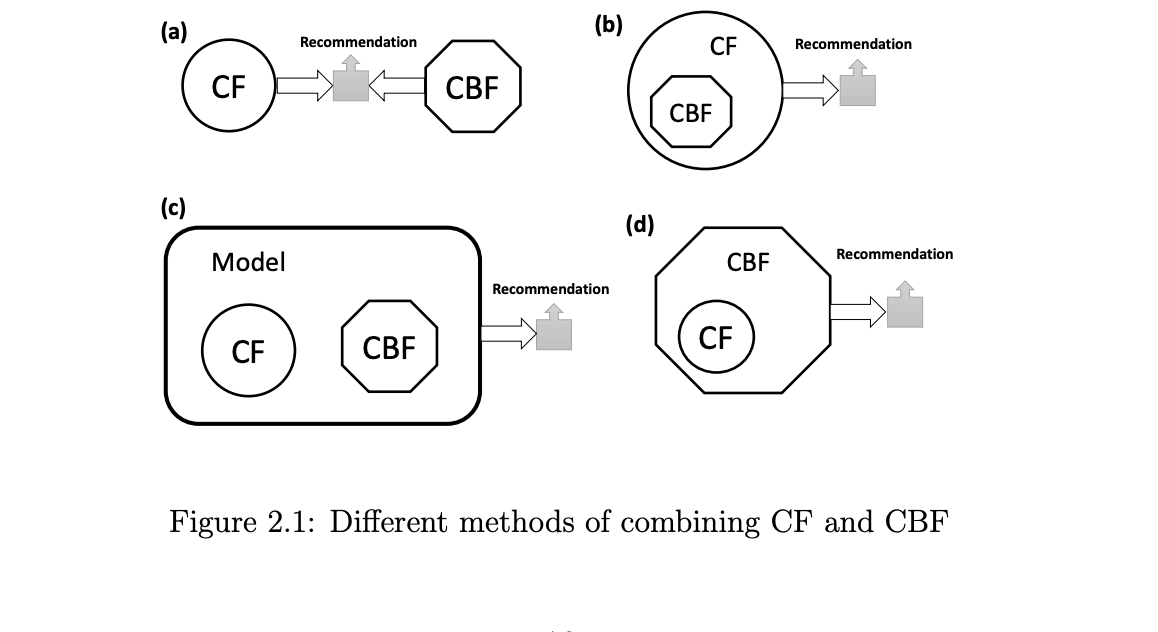 (a)
Recommendation
CF
CBF
(b)
CF
Recommendation
CBF
(c)
Model
Recommendation
CF
CBF
(d)
CBF
Recommendation
CF
Figure 2.1: Different methods of combining CF and CBF